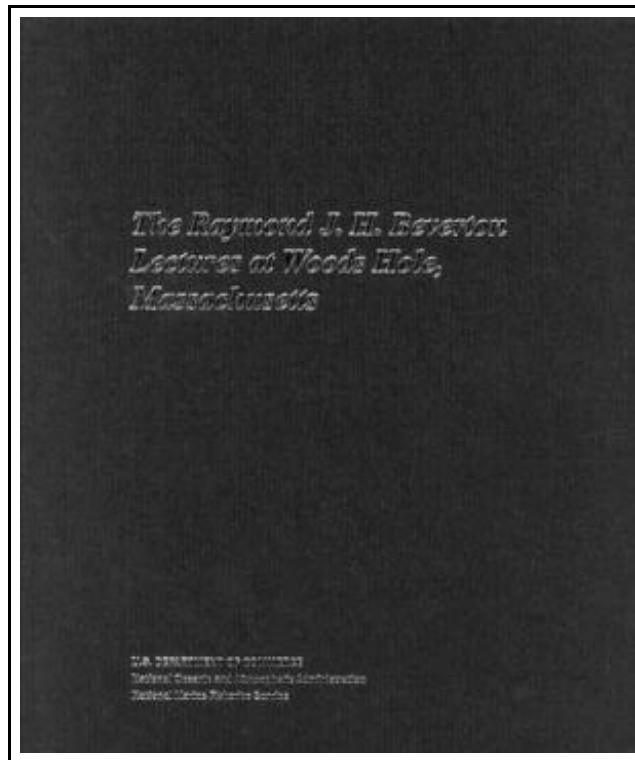 The Raymond J. H. Beverton
Lectures at Woods Hole,
Massachusetts
U.S. DEPARTMENT OF COMMERCE
National Oceanic and Atmospheric Administration
National Marine Fisheries Service